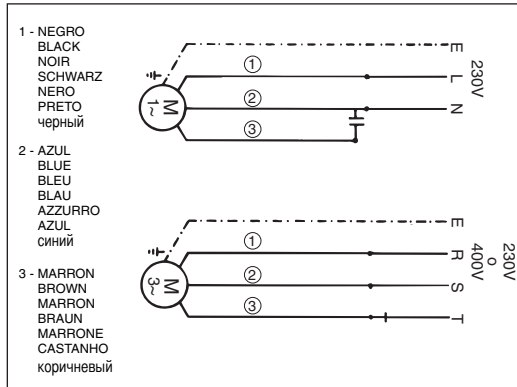 1 - NEGRO
BLACK
NOIR
SCHWARZ
NERO
PRETO
черный
2 - AZUL
BLUE
BLEU
BLAU
AZZURRO
AZUL
синий
3 - MARRON
BROWN
MARRON
BRAUN
MARRONE
CASTANHO
коричневый
E
1
L
230V
2
N
M
1~
3
E
1
R
230V
O
400V
2
S
M
3~
3
T